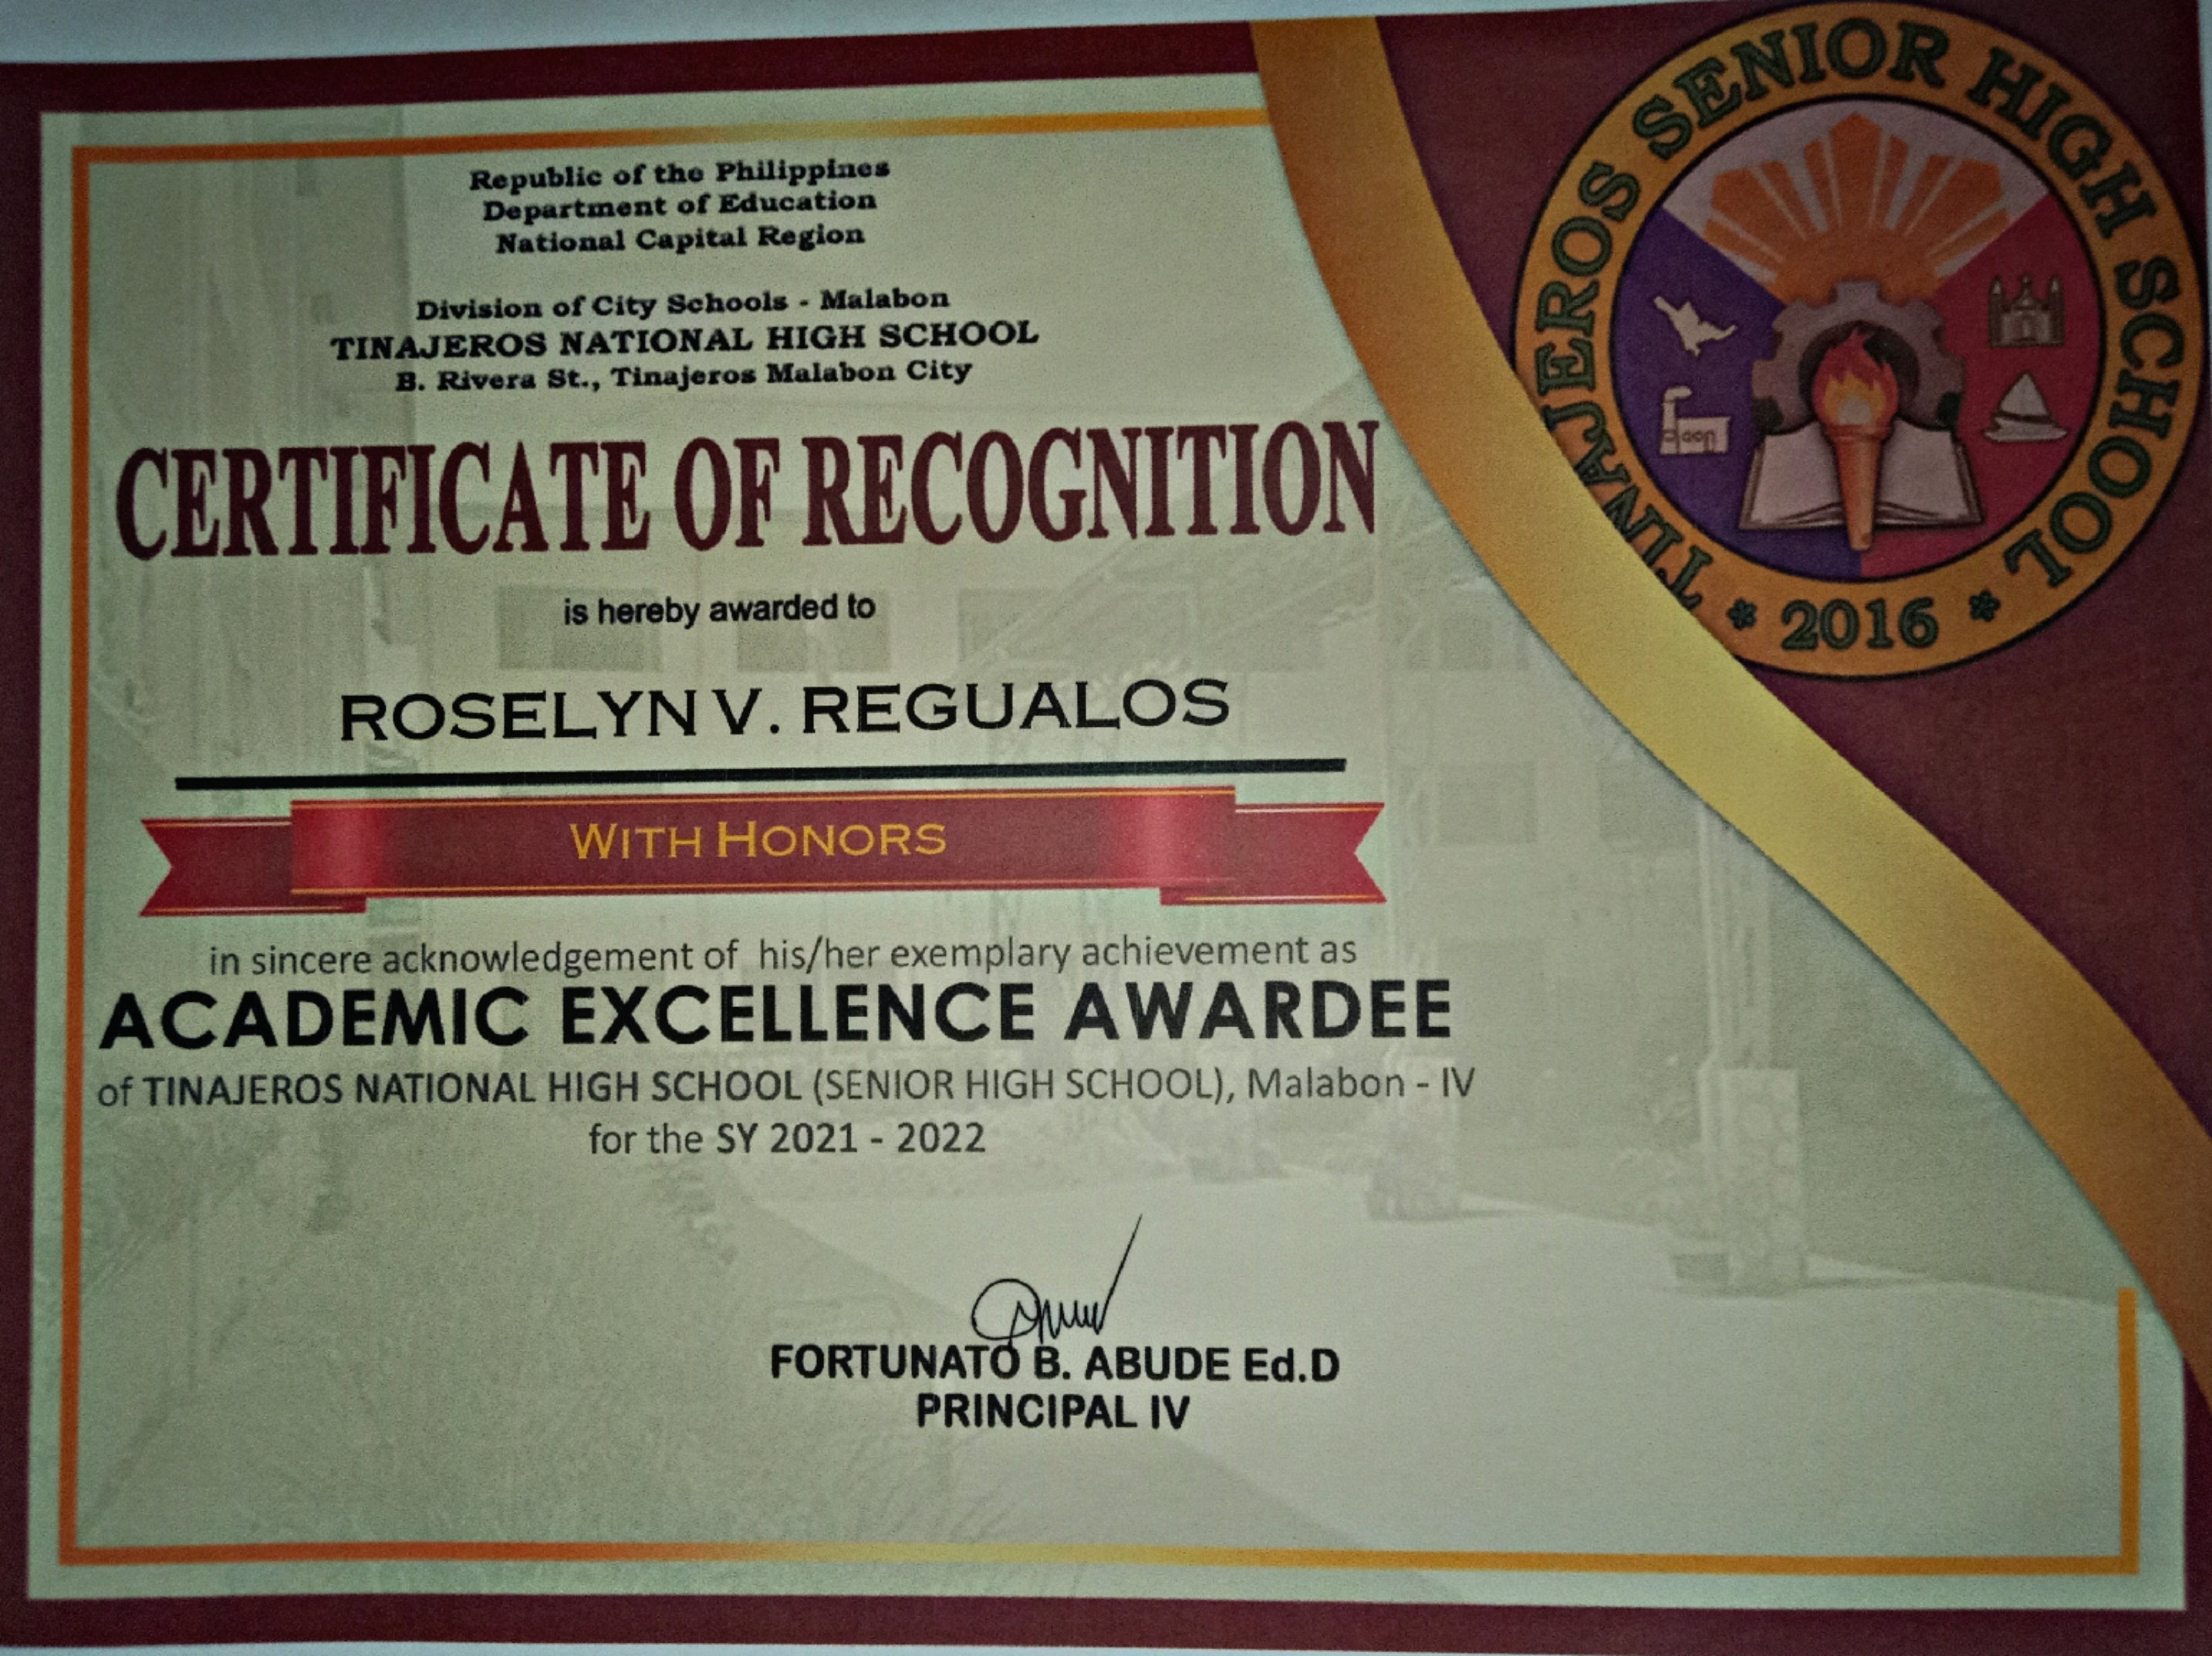 Republic of the Philippines
Department of Education
National Capital Region
Division of City Schools - Malabon
TINAJEROS NATIONAL HIGH SCHOOL
B. Rivera St., Tinajeros Malabon City
TINAJEROS SENIOR HIGH SCHOOL
* 2016 *
CERTIFICATE OF RECOGNITION
is hereby awarded to
ROSELYN V. REGUALOS
WITH HONORS
in sincere acknowledgement of his/her exemplary achievement as
ACADEMIC EXCELLENCE AWARDEE
of TINAJEROS NATIONAL HIGH SCHOOL (SENIOR HIGH SCHOOL), Malabon - IV
for the SY 2021 - 2022
FORTUNATO B. ABUDE Ed.D
PRINCIPAL IV